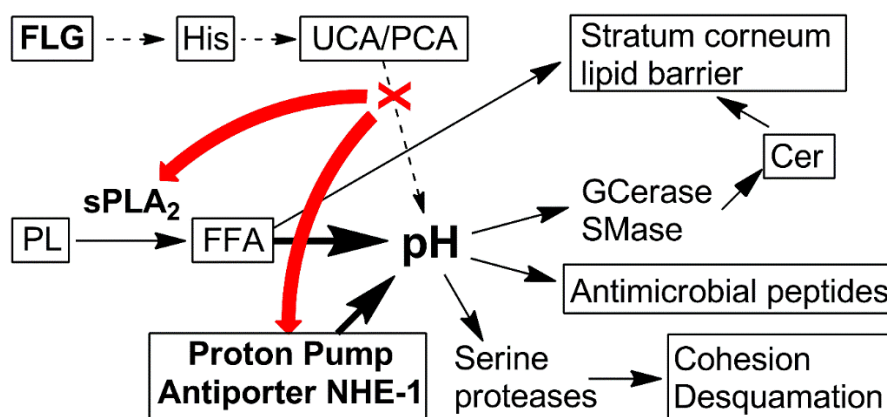 FLG
His
UCA/PCA
Stratum corneum
lipid barrier
X
Cer
sPLA₂
GCerase
SMase
PL
FFA
pH
Antimicrobial peptides
Proton Pump
Antiporter NHE-1
Serine
proteases
Cohesion
Desquamation